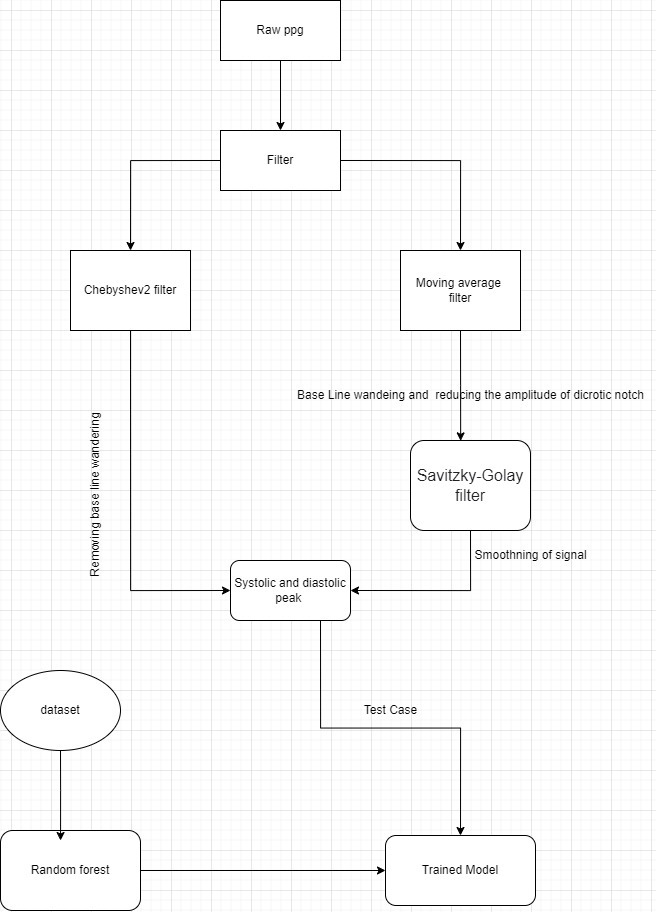 Raw ppg
Filter
Chebyshev2 filter
Moving average
filter
Base Line wandeing and  reducing the amplitude of dicrotic notch
Removing base line wandering
Savitzky-Golay
filter
Smoothning of signal
Systolic and diastolic
peak
dataset
Test Case
Random forest
Trained Model